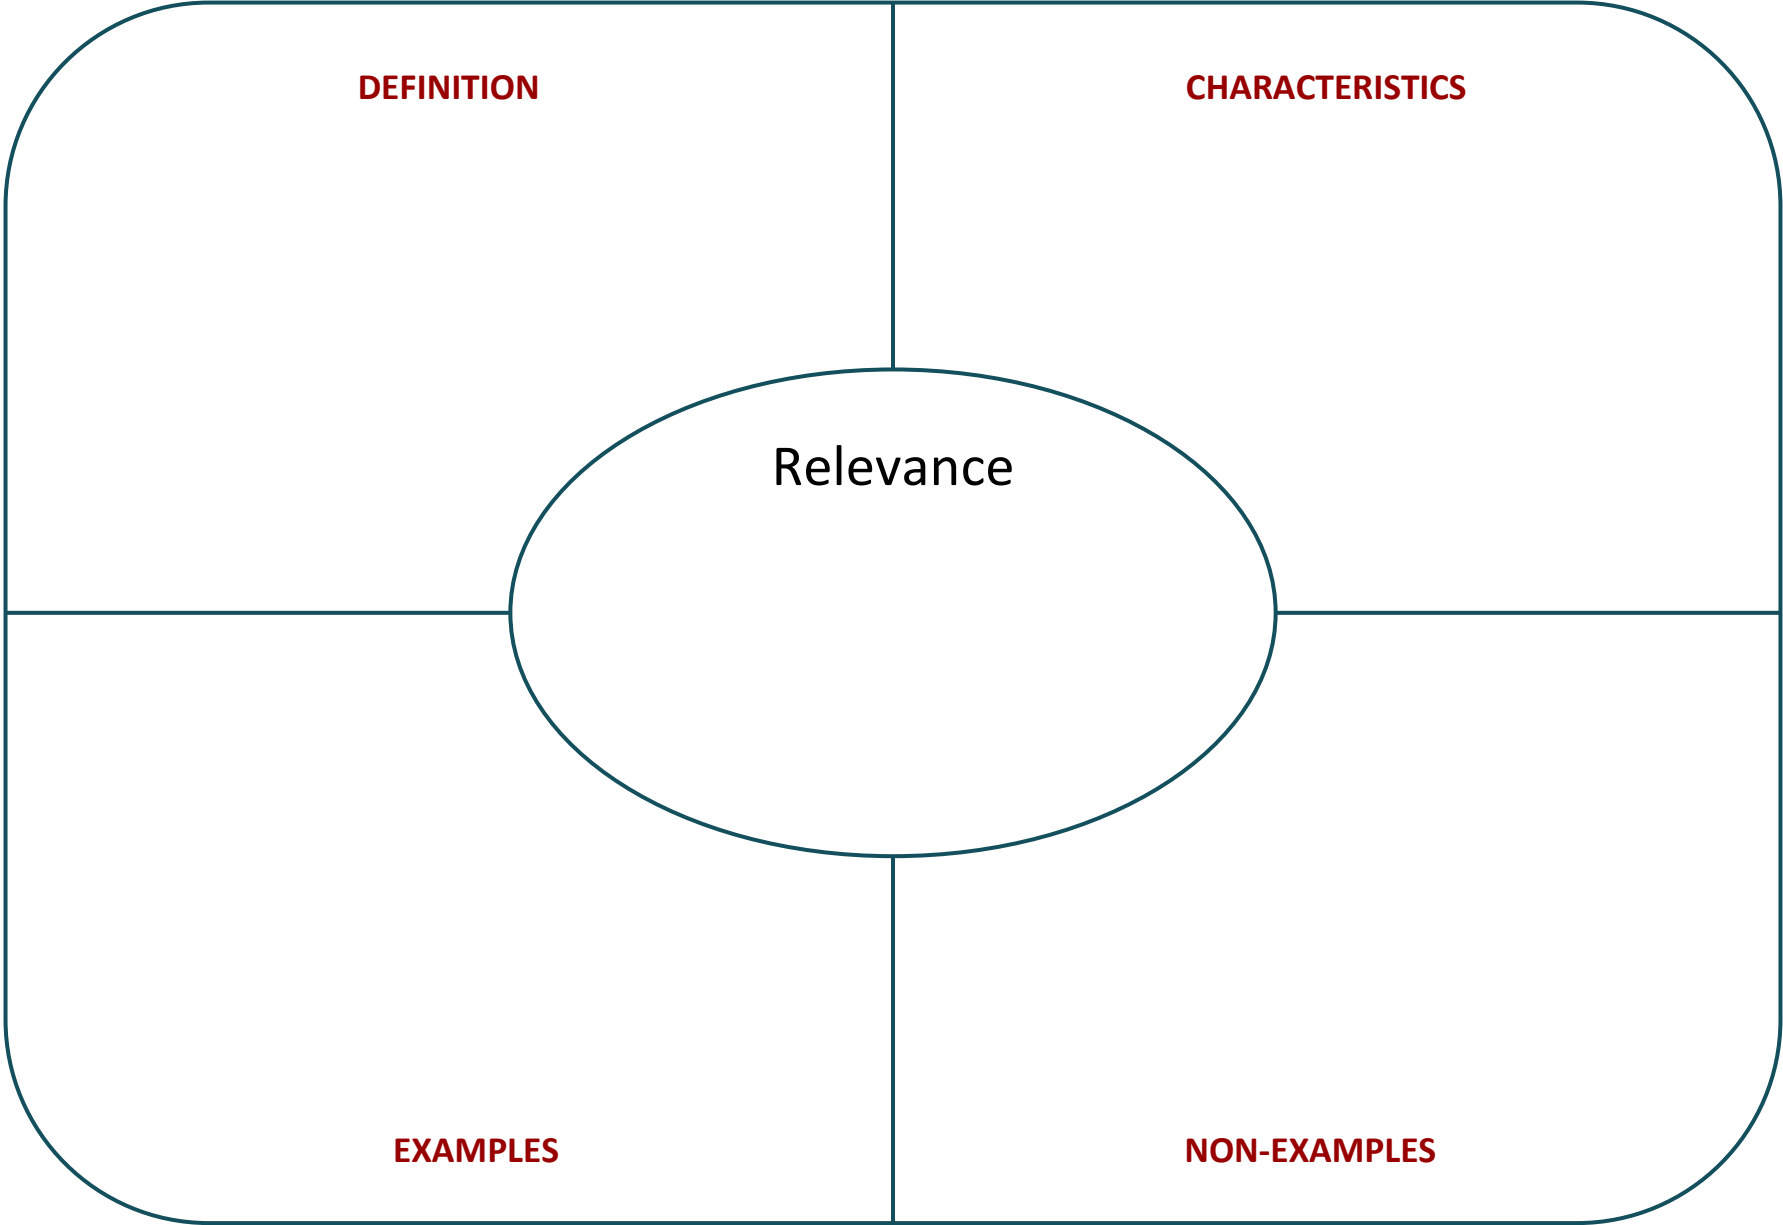 DEFINITION
CHARACTERISTICS
Relevance
EXAMPLES
NON-EXAMPLES